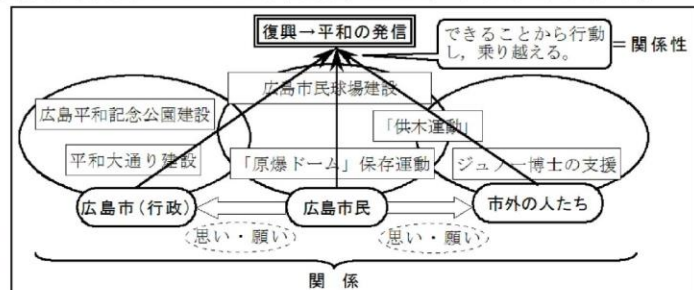 復興→平和の発信
できることから行動
し，乗り越える。
＝関係性
広島市民球場建設
広島平和記念公園建設
「供木運動」
平和大通り建設
「原爆ドーム」保存運動
ジュノー博士の支援
広島市（行政）
広島市民
市外の人たち
思い・願い
思い・願い
関 係